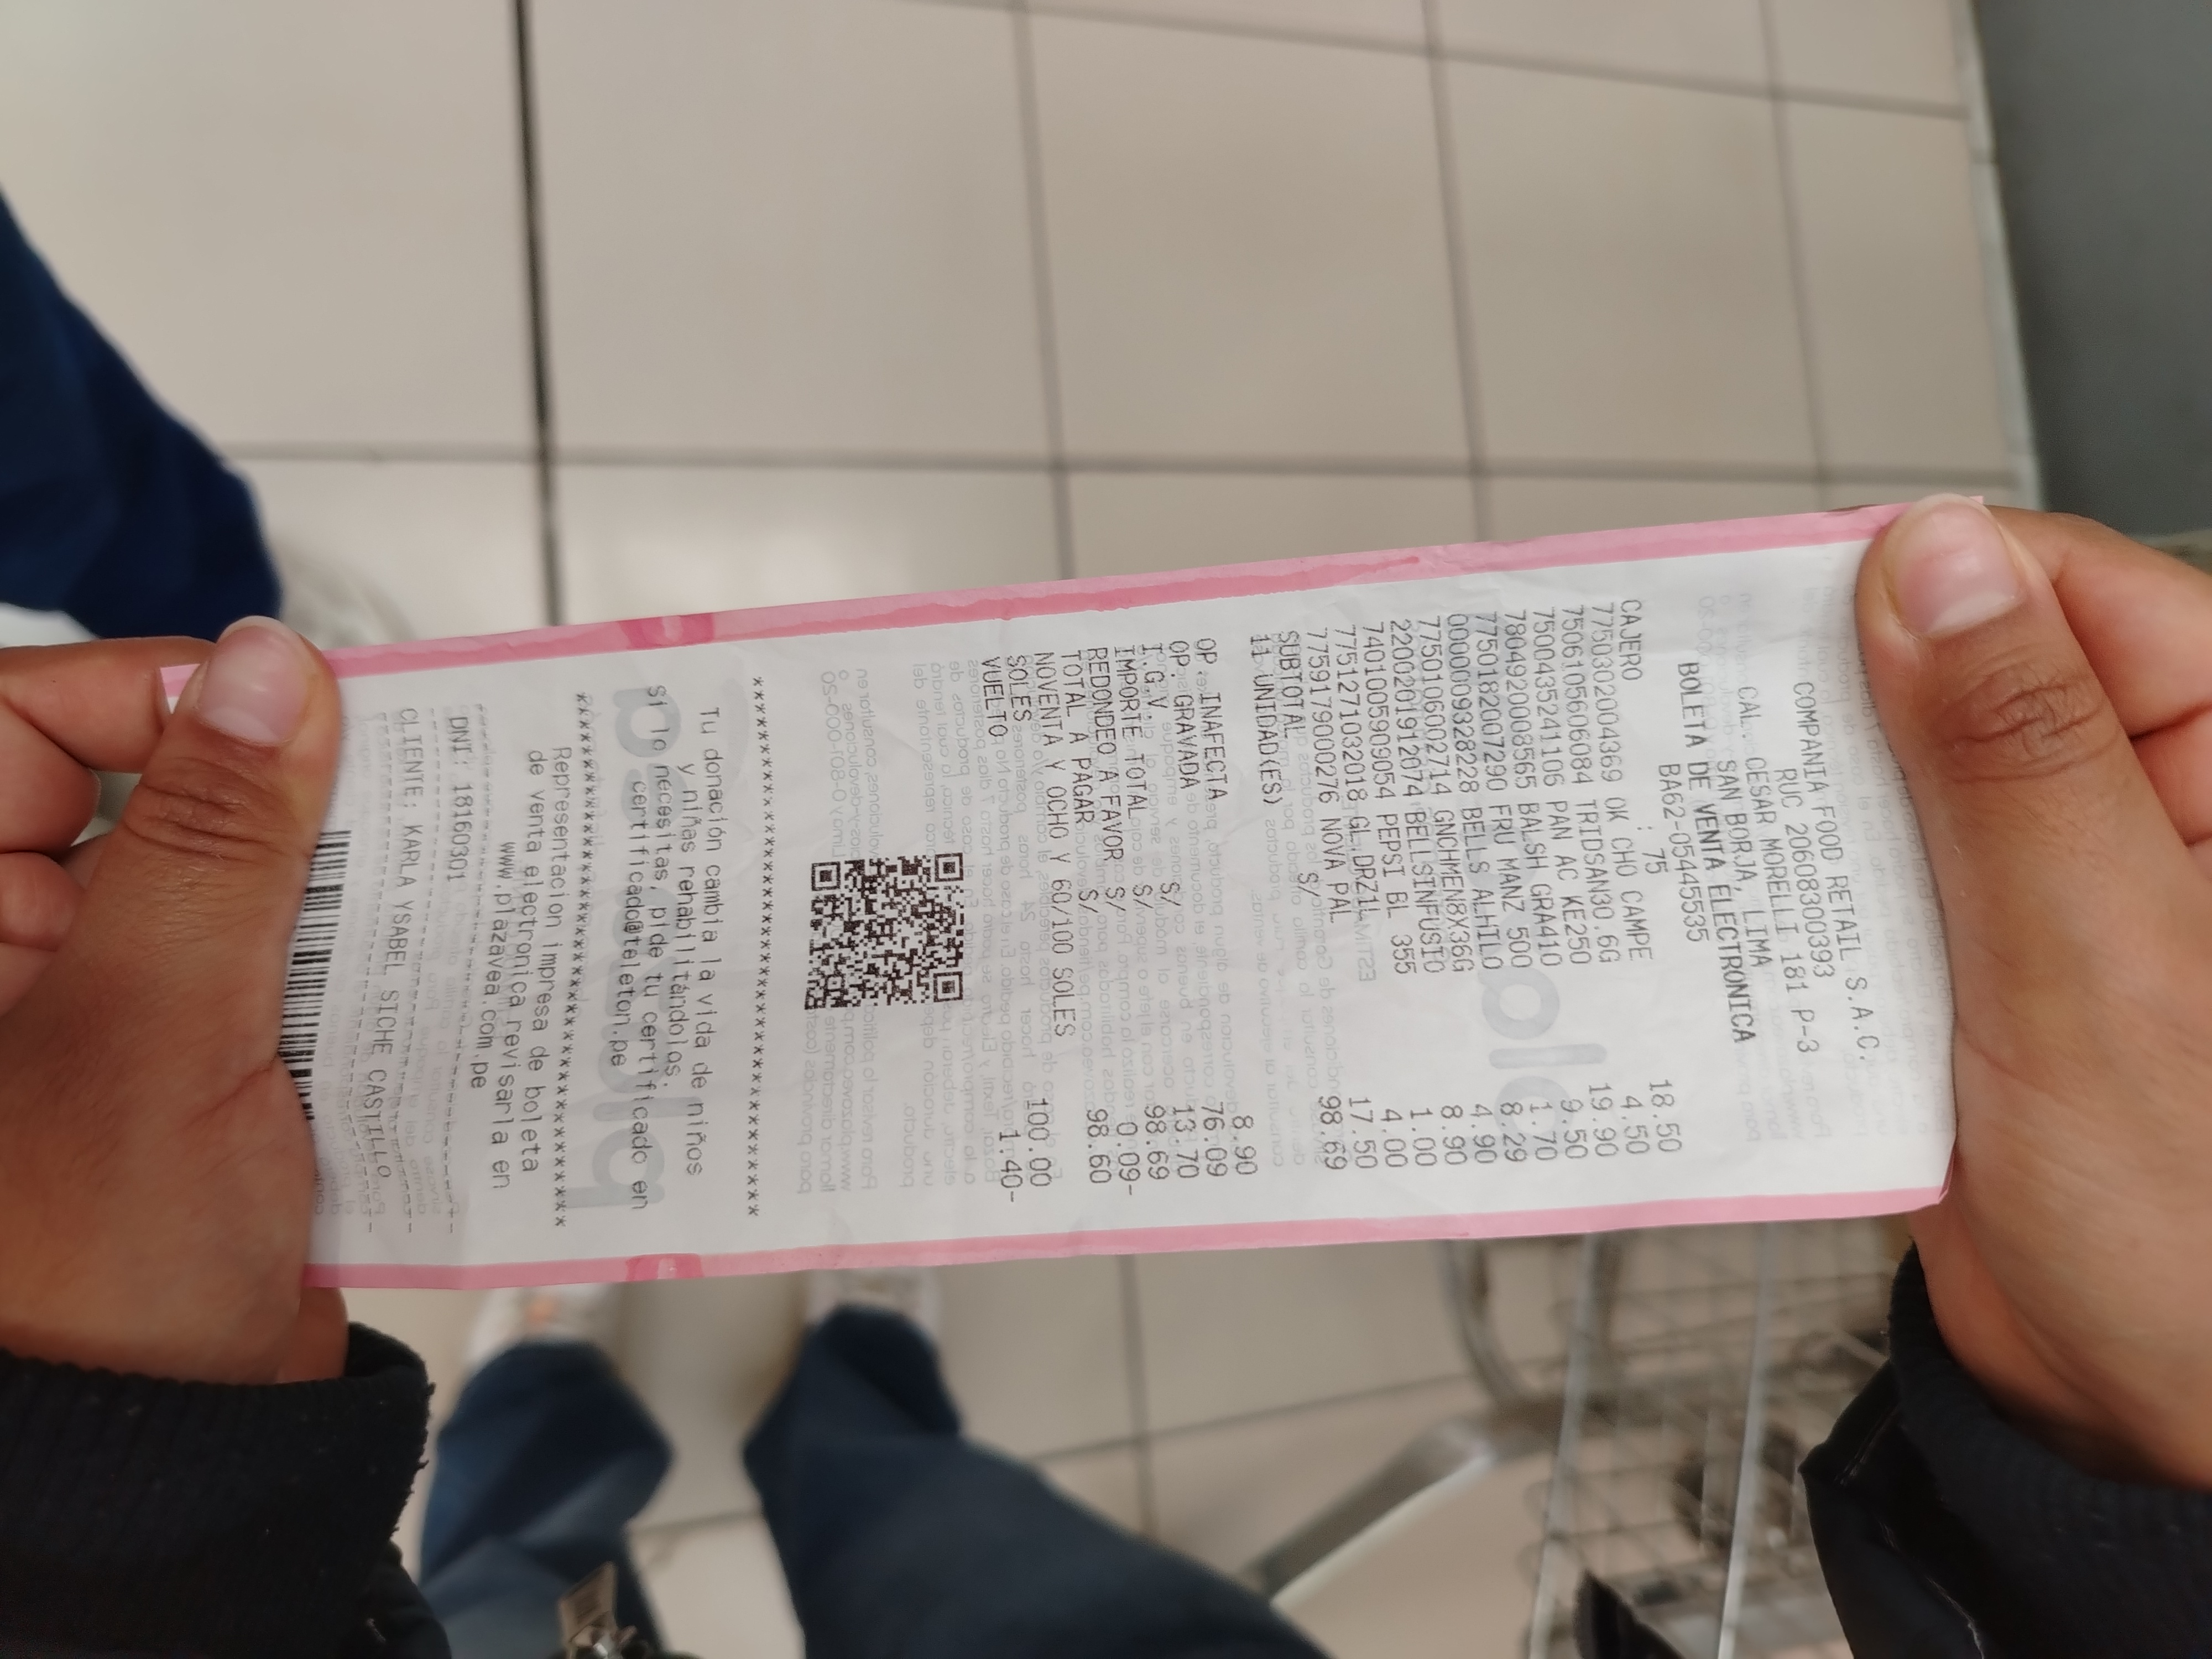 COMPANIA FOOD RETAIL S.A.C.
RUC 20608300393
CAL. CESAR MORELLI 181 P-3
SAN BORJA, LIMA
BOLETA DE VENTA ELECTRONICA
BA62-05445535
CAJERO : 75
7750302004369 OK CHO CAMPE 18.50
7506105606084 TRIDSAN30.6G 4.50
7500435241106 PAN AC KE250 19.90
7804920008565 BALSH GRA410 9.50
7750182007290 FRU MANZ 500 1.70
0000009328228 BELLS ALHILO 8.29
7750106002714 GNCHMEN8X36G 4.90
2200201912074 BELLSINFUSIO 8.90
7401005909054 PEPSI BL 355 1.00
7751271032018 GL.DRZ1L 4.00
7759179000276 NOVA PAL 17.50
SUBTOTAL S/ 98.69
11 UNIDAD(ES)
OP. INAFECTA 8.90
OP. GRAVADA S/ 76.09
I.G.V. S/ 13.70
IMPORTE TOTAL S/ 98.69
REDONDEO A FAVOR S/ 0.09-
TOTAL A PAGAR S/ 98.60
NOVENTA Y OCHO Y 60/100 SOLES
SOLES 100.00
VUELTO 1.40-
****************************************
Tu donación cambia la vida de niños
y niñas rehabilitándolos.
Si lo necesitas, pide tu certificado en
certificado@teleton.pe
****************************************
Representacion impresa de boleta
de venta electronica revisarla en
www.plazavea.com.pe
DNI: 18160301
CLIENTE: KARLA YSABEL SICHE CASTILLO